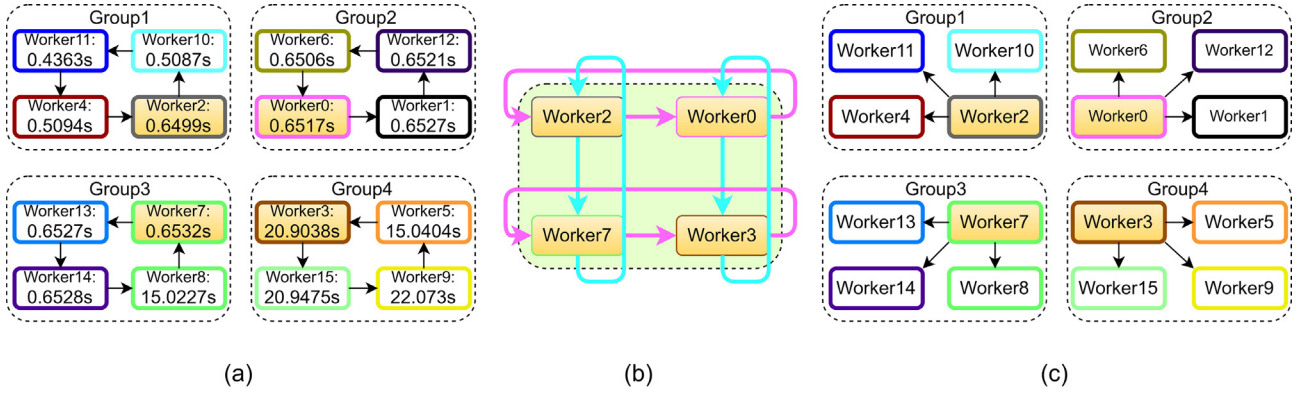 Group1
Worker11:
0.4363s
Worker10:
0.5087s
Worker4:
0.5094s
Worker2:
0.6499s
Group2
Worker6:
0.6506s
Worker12:
0.6521s
Worker0:
0.6517s
Worker1:
0.6527s
Group3
Worker13:
0.6527s
Worker7:
0.6532s
Worker14:
0.6528s
Worker8:
15.0227s
Group4
Worker3:
20.9038s
Worker5:
15.0404s
Worker15:
20.9475s
Worker9:
22.073s
(a)
Worker2
Worker0
Worker7
Worker3
(b)
Group1
Worker11
Worker10
Worker4
Worker2
Group2
Worker6
Worker12
Worker0
Worker1
Group3
Worker13
Worker7
Worker14
Worker8
Group4
Worker3
Worker5
Worker15
Worker9
(c)